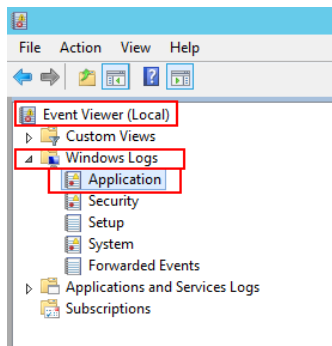 File Action View Help
Event Viewer (Local)
Custom Views
Windows Logs
Application
Security
Setup
System
Forwarded Events
Applications and Services Logs
Subscriptions